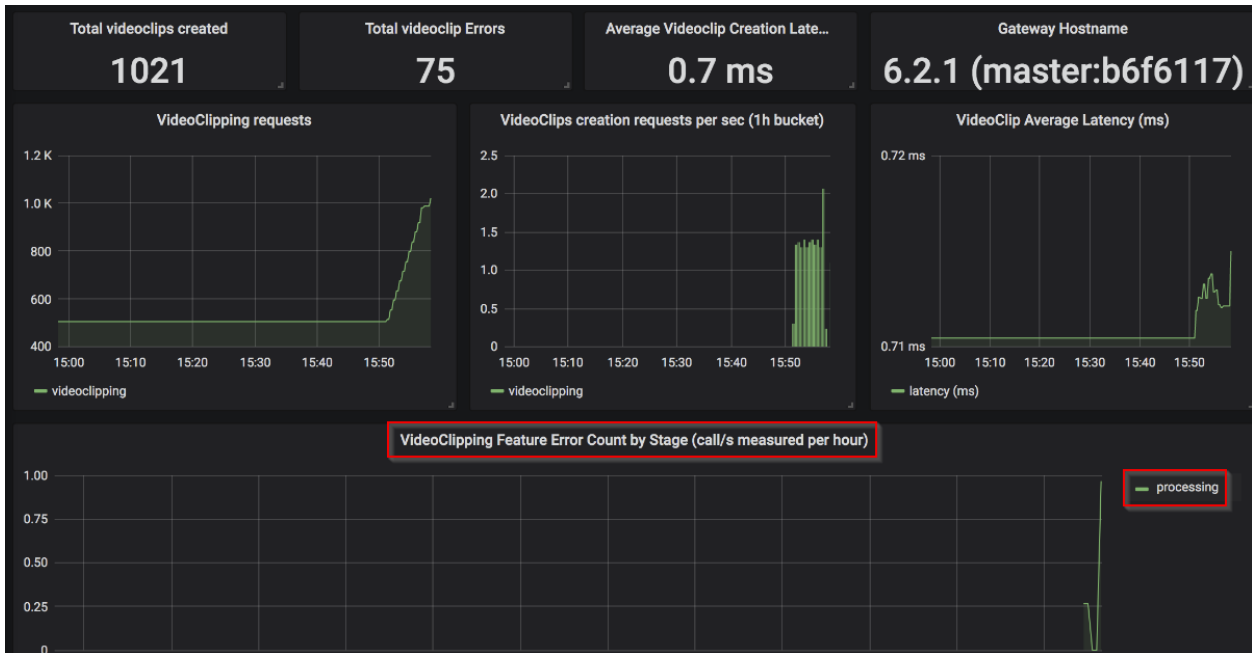 Total videoclips created
1021
Total videoclip Errors
75
Average Videoclip Creation Late...
0.7 ms
Gateway Hostname
6.2.1 (master:b6f6117)
VideoClipping requests
1.2 K
1.0 K
800
600
400
15:00 15:10 15:20 15:30 15:40 15:50
videoclipping
VideoClips creation requests per sec (1h bucket)
2.5
2.0
1.5
1.0
0.5
0
15:00 15:10 15:20 15:30 15:40 15:50
videoclipping
VideoClip Average Latency (ms)
0.72 ms
0.71 ms
15:00 15:10 15:20 15:30 15:40 15:50
latency (ms)
VideoClipping Feature Error Count by Stage (call/s measured per hour)
1.00
0.75
0.50
0.25
0
processing